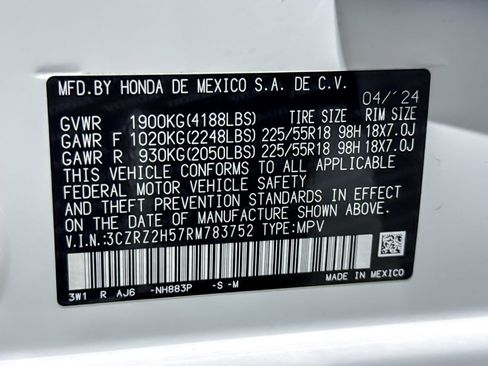 MFD.BY HONDA DE MEXICO S.A. DE C.V.
04/'24
GVWR 1900KG(4188LBS) TIRE SIZE RIM SIZE
GAWR F 1020KG(2248LBS) 225/55R18 98H 18X7.0J
GAWR R 930KG(2050LBS) 225/55R18 98H 18X7.0J
THIS VEHICLE CONFORMS TO ALL APPLICABLE
FEDERAL MOTOR VEHICLE SAFETY
AND THEFT PREVENTION STANDARDS IN EFFECT ON
THE DATE OF MANUFACTURE SHOWN ABOVE.
V.I.N:3CZRZ2H57RM783752 TYPE:MPV
3W1 R AJ6 -NH883P -S -M
MADE IN MEXICO